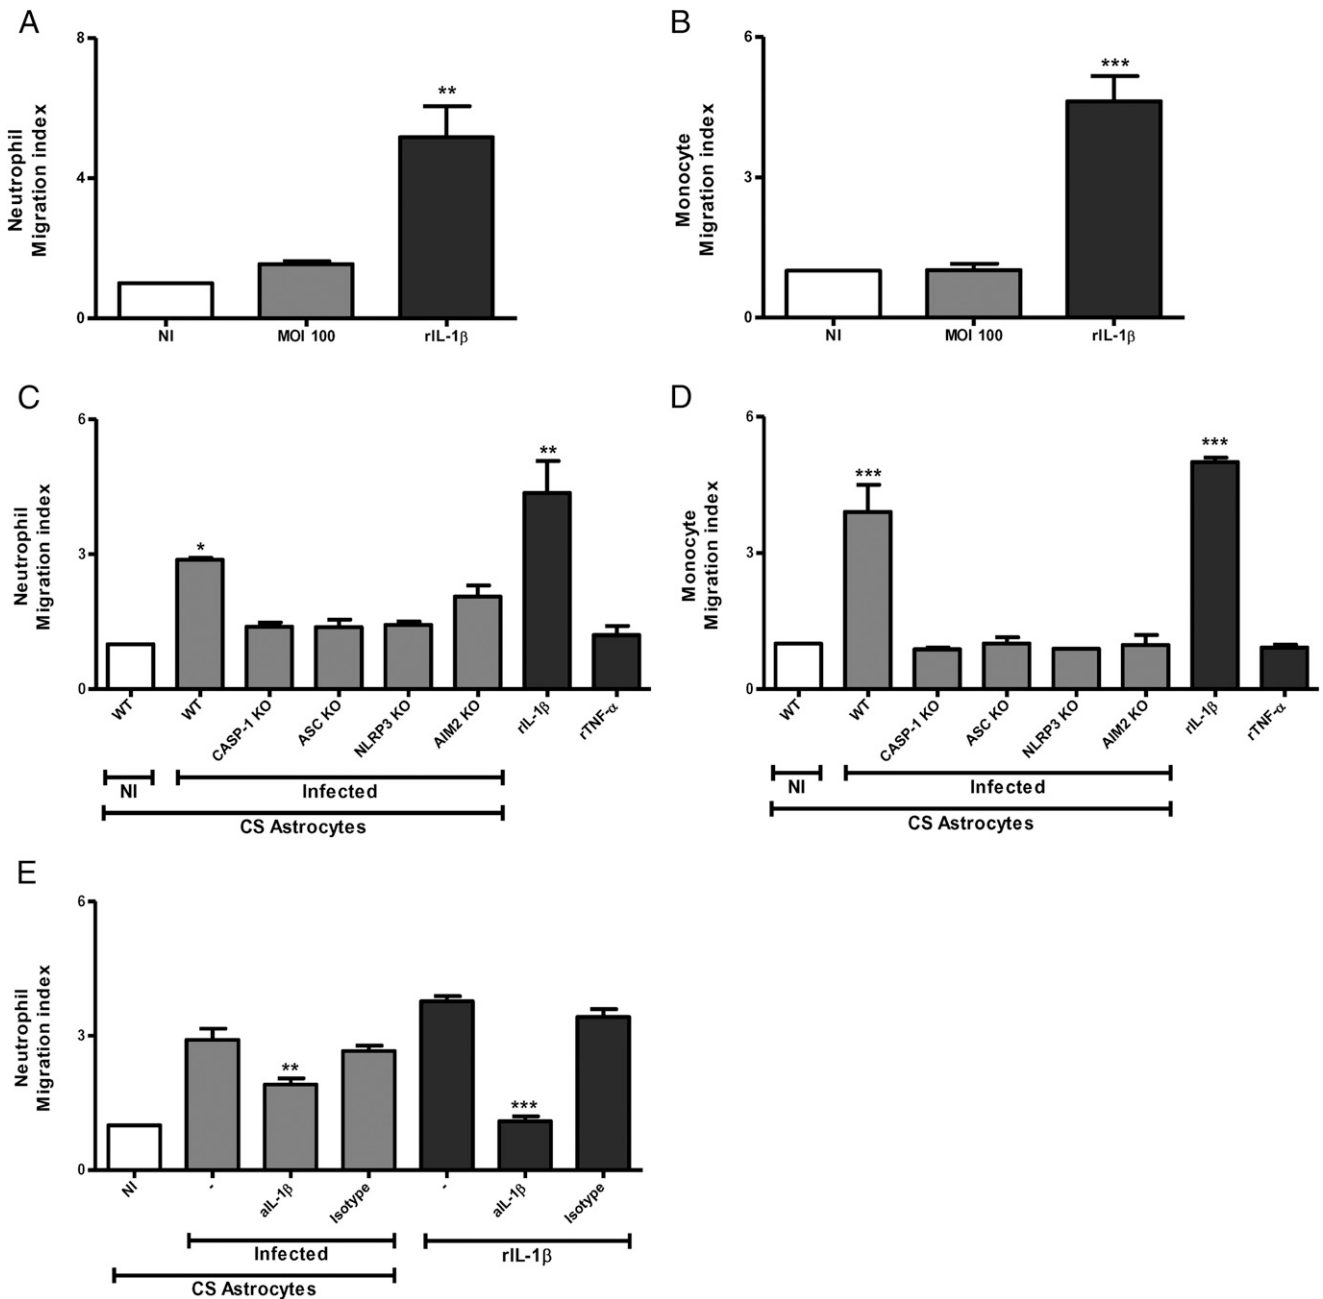 A
Neutrophil
Migration index
8
4
0
**
NI
MOI 100
rIL-1β
B
Monocyte
Migration index
6
3
0
***
NI
MOI 100
rIL-1β
C
Neutrophil
Migration index
6
3
0
*
**
WT
WT
CASP-1 KO
ASC KO
NLRP3 KO
AIM2 KO
rIL-1β
rTNF-α
NI
Infected
CS Astrocytes
D
Monocyte
Migration index
6
3
0
***
***
WT
WT
CASP-1 KO
ASC KO
NLRP3 KO
AIM2 KO
rIL-1β
rTNF-α
NI
Infected
CS Astrocytes
E
Neutrophil
Migration index
6
3
0
**
***
NI
-
aIL-1β
Isotype
-
aIL-1β
Isotype
Infected
rIL-1β
CS Astrocytes